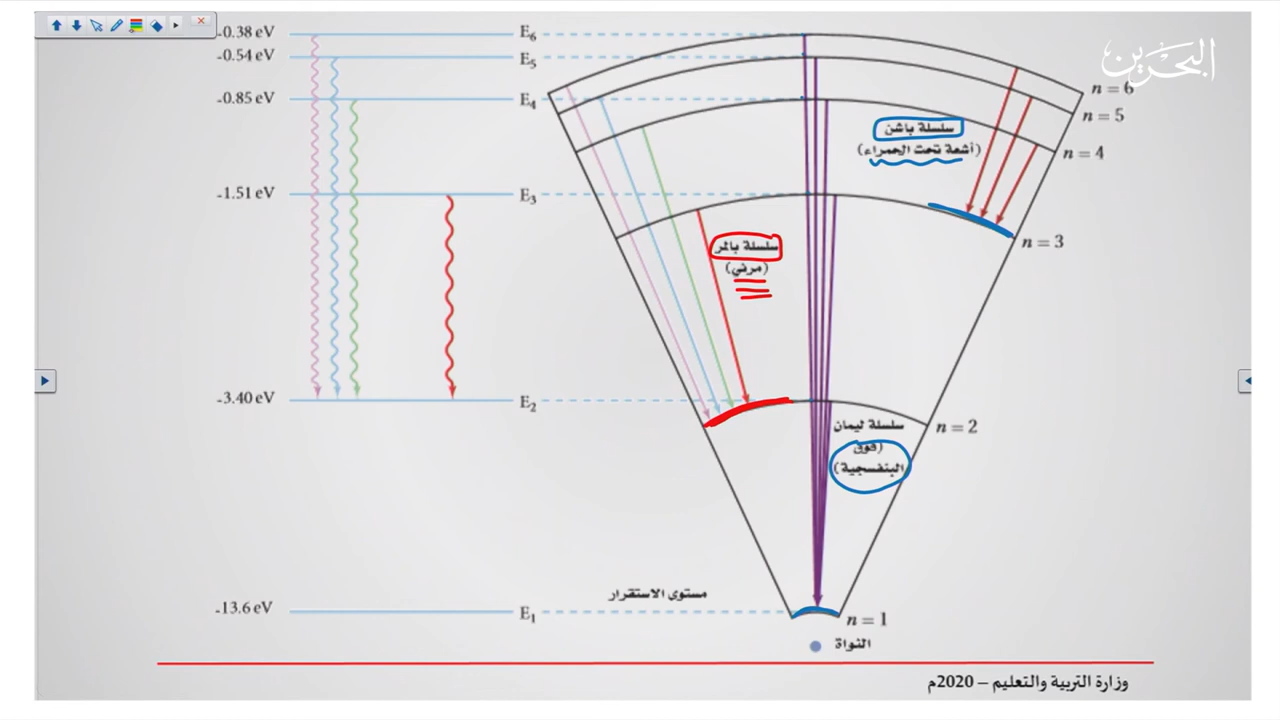 البحرين
-0.38 eV
E6
-0.54 eV
E5
-0.85 eV
E4
-1.51 eV
E3
-3.40 eV
E2
-13.6 eV
E1
n = 6
n = 5
n = 4
n = 3
n = 2
n = 1
سلسلة باشن
(أشعة تحت الحمراء)
سلسلة بالمر
(مرئي)
سلسلة ليمان
(فوق
البنفسجية)
مستوى الاستقرار
النواة
وزارة التربية والتعليم – 2020م